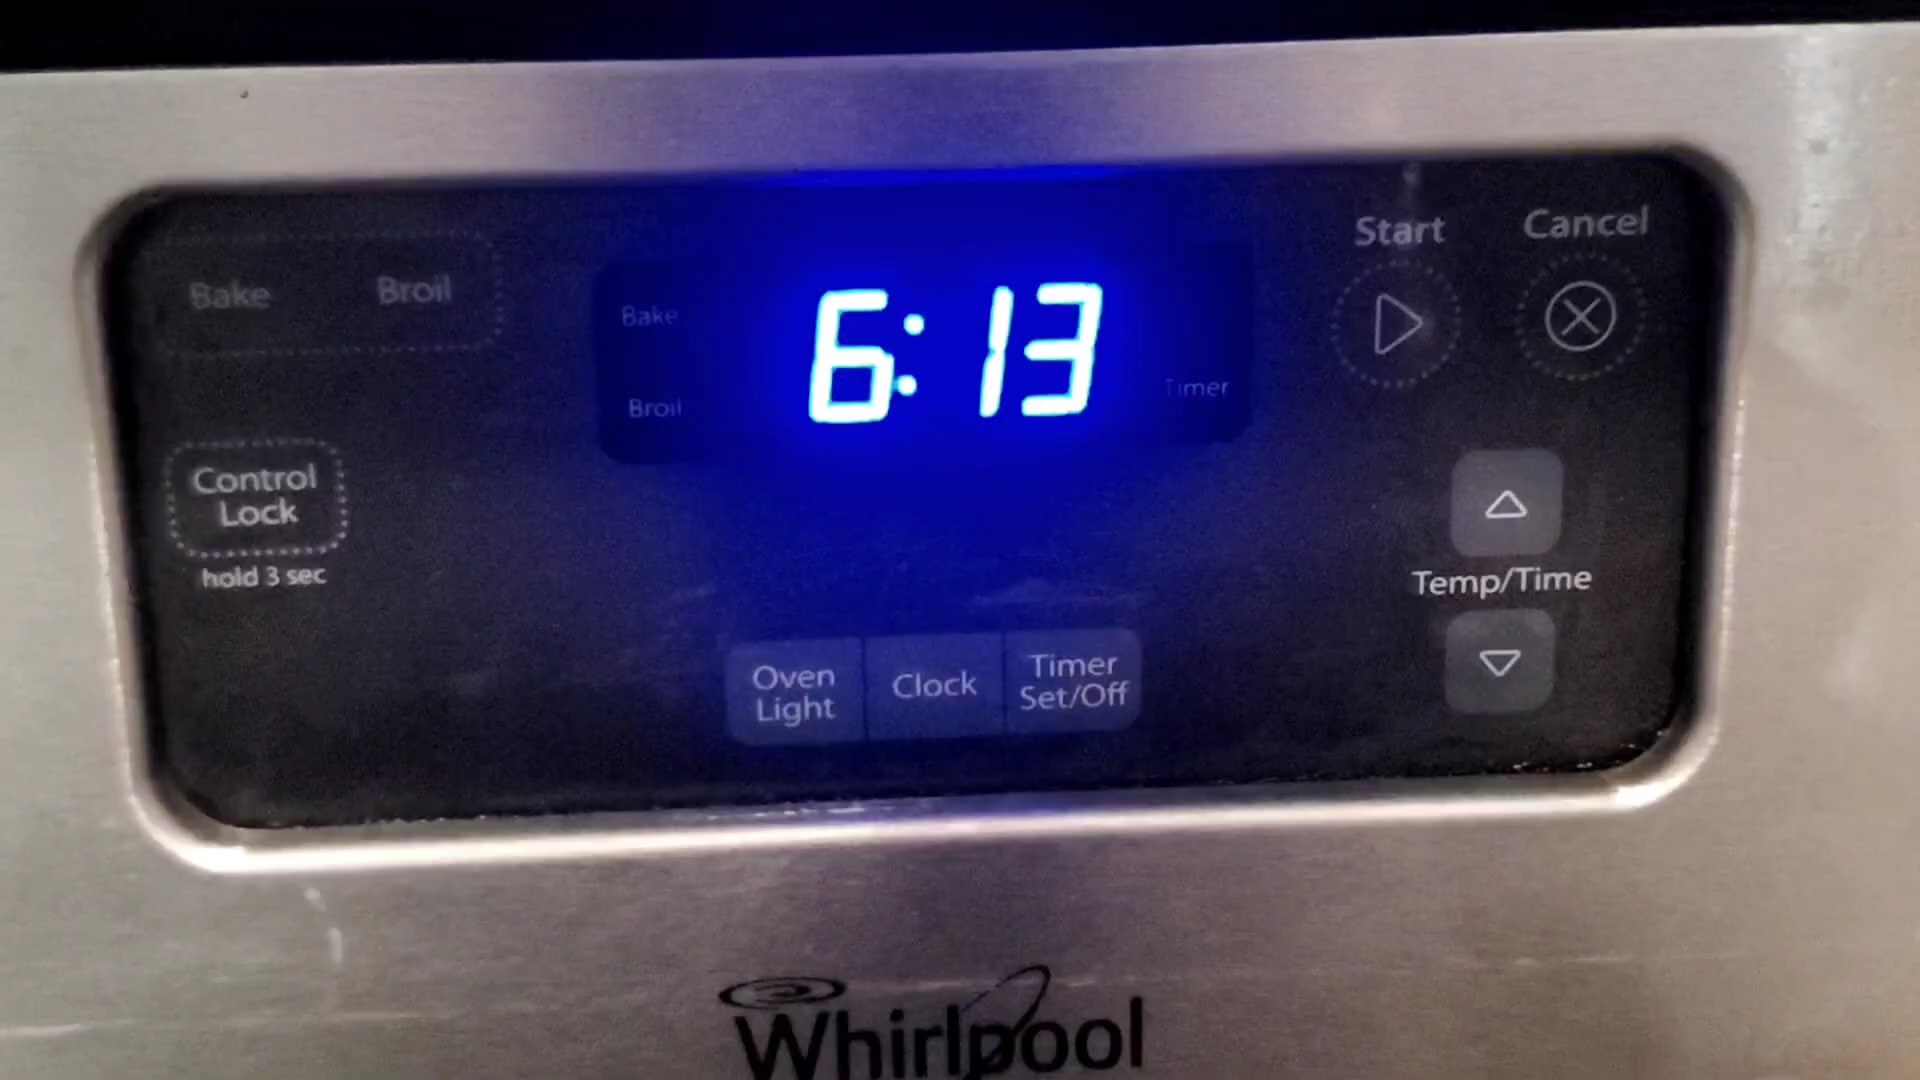 Start Cancel
Bake Broil
Bake
6:13
Broil
Timer
Control
Lock
hold 3 sec
Temp/Time
Oven
Light
Clock
Timer
Set/Off
Whirlpool